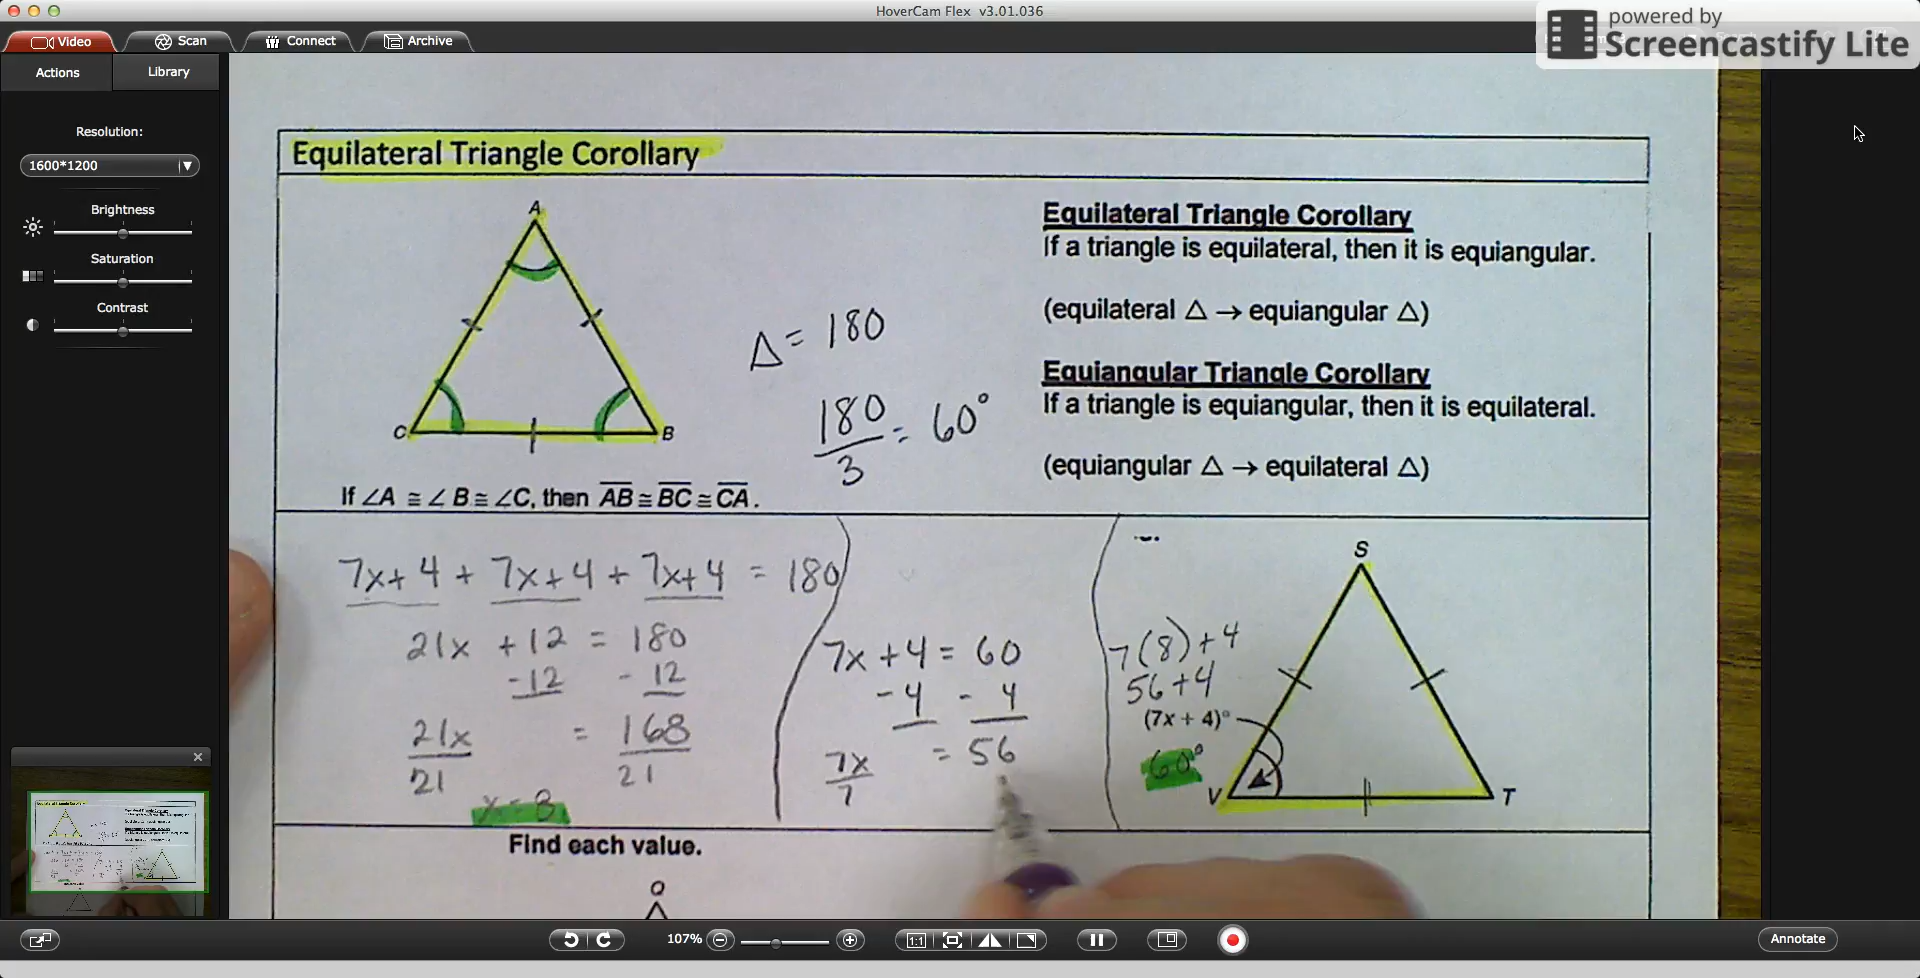 HoverCam Flex v3.01.036
powered by
Screencastify Lite
Video
Scan
Connect
Archive
Actions
Library
Resolution:
1600*1200
Brightness
Saturation
Contrast
Equilateral Triangle Corollary
A
C
B
If ∠A ≅ ∠ B ≅ ∠C, then AB ≅ BC ≅ CA .
Δ = 180
180
3
= 60°
Equilateral Triangle Corollary
If a triangle is equilateral, then it is equiangular.
(equilateral △ → equiangular △)
Equiangular Triangle Corollary
If a triangle is equiangular, then it is equilateral.
(equiangular △ → equilateral △)
7x+4 + 7x+4 + 7x+4 = 180
21x +12 = 180
-12 - 12
21x = 168
21 21
x = 8
7x +4 = 60
-4 - 4
7x = 56
7
7(8)+4
56+4
(7x + 4)°
60°
S
V
T
Find each value.
O
107%
1:1
Annotate